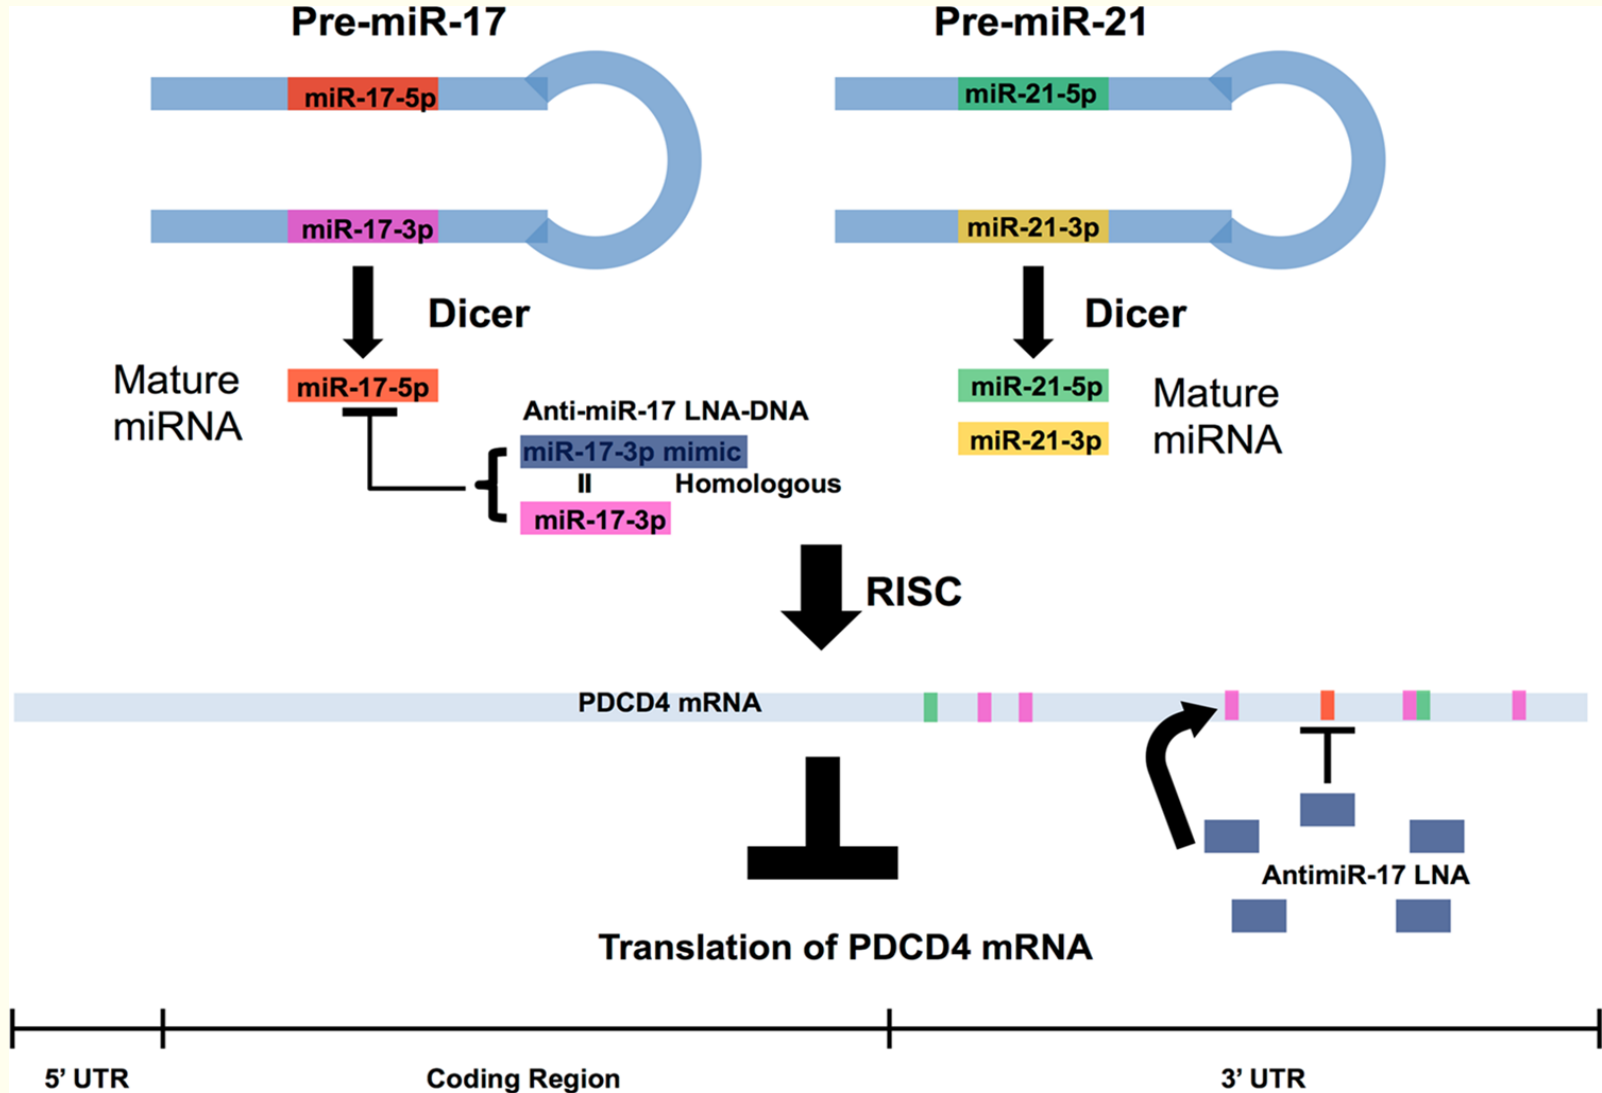 Pre-miR-17
Pre-miR-21
miR-17-5p
miR-21-5p
miR-17-3p
miR-21-3p
Dicer
Dicer
Mature
miRNA
miR-17-5p
miR-21-5p
miR-21-3p
Mature
miRNA
Anti-miR-17 LNA-DNA
miR-17-3p mimic
Homologous
miR-17-3p
RISC
PDCD4 mRNA
AntimiR-17 LNA
Translation of PDCD4 mRNA
5’ UTR
Coding Region
3’ UTR